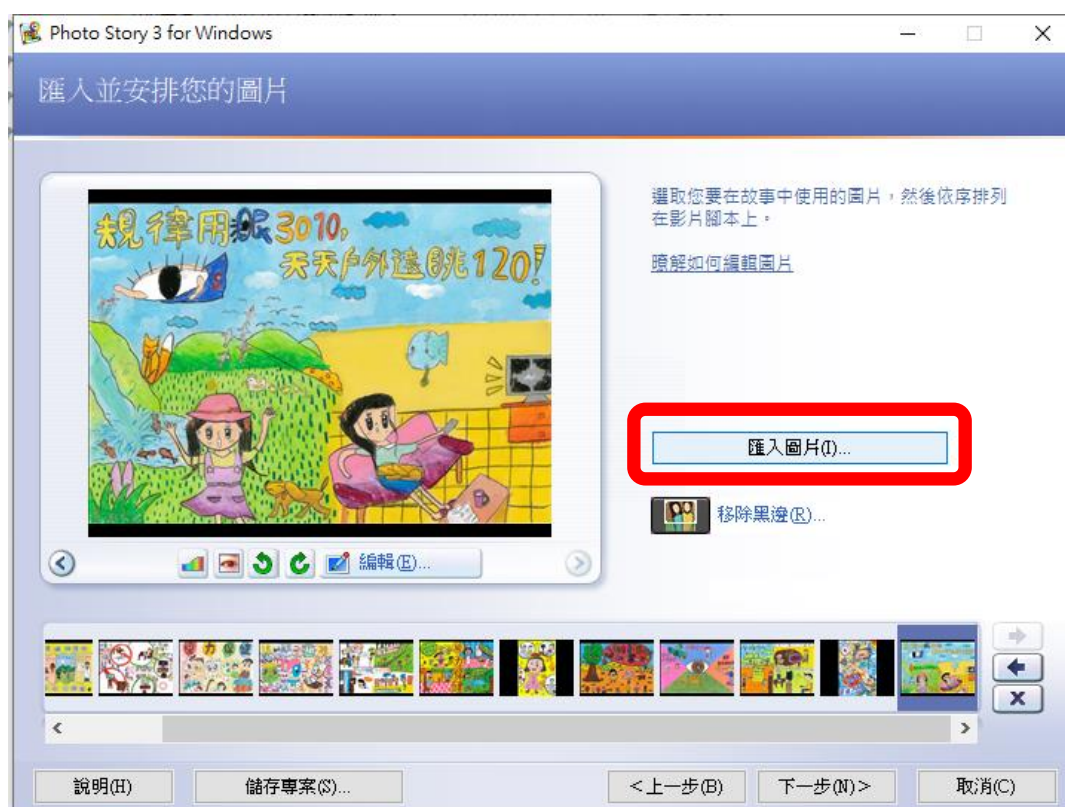 Photo Story 3 for Windows
匯入並安排您的圖片
規律用眼3010,
天天戶外遠眺120!
選取您要在故事中使用的圖片，然後依序排列
在影片腳本上。
瞭解如何編輯圖片
匯入圖片(I)...
移除黑邊(R)...
編輯(E)...
說明(H)
儲存專案(S)...
<上一步(B)
下一步(N)>
取消(C)